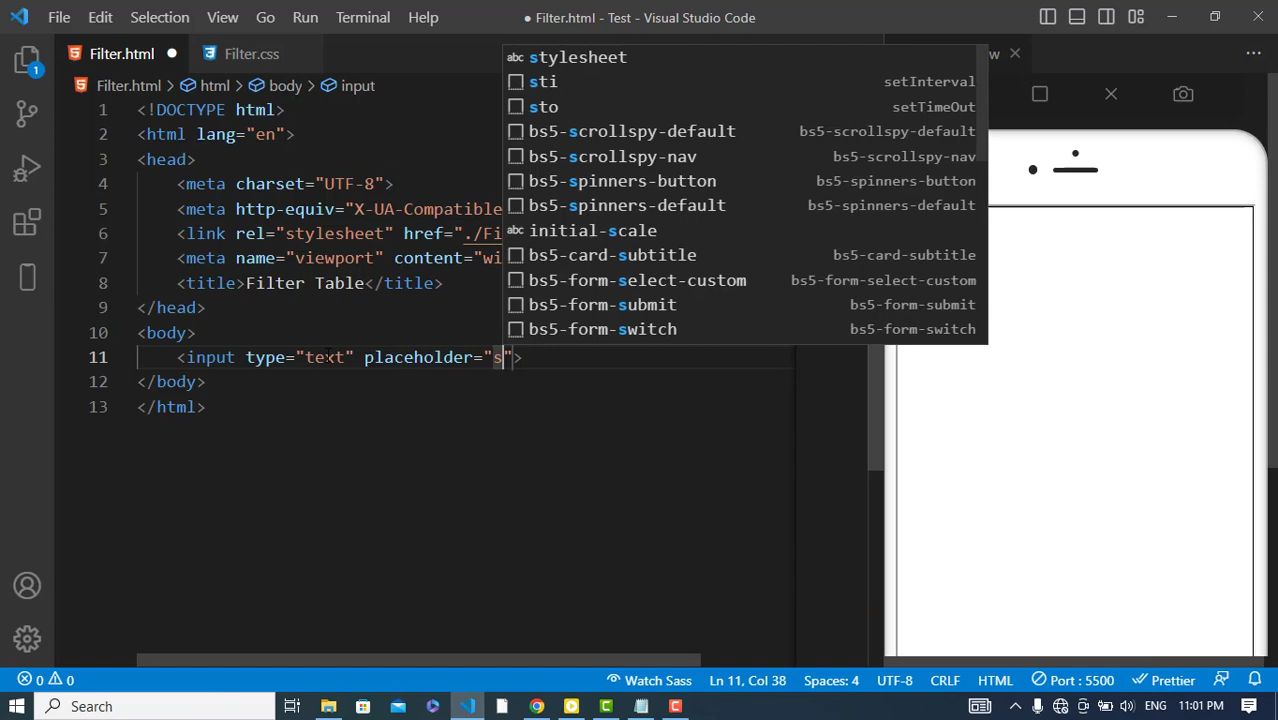 File Edit Selection View Go Run Terminal Help
● Filter.html - Test - Visual Studio Code
Filter.html
Filter.css
w
Filter.html > html > body > input
1 <!DOCTYPE html>
2 <html lang="en">
3 <head>
4 <meta charset="UTF-8">
5 <meta http-equiv="X-UA-Compatible
6 <link rel="stylesheet" href="./Fi
7 <meta name="viewport" content="wi
8 <title>Filter Table</title>
9 </head>
10 <body>
11 <input type="text" placeholder="s">
12 </body>
13 </html>
abc stylesheet
sti setInterval
sto setTimeOut
bs5-scrollspy-default bs5-scrollspy-default
bs5-scrollspy-nav bs5-scrollspy-nav
bs5-spinners-button bs5-spinners-button
bs5-spinners-default bs5-spinners-default
abc initial-scale
bs5-card-subtitle bs5-card-subtitle
bs5-form-select-custom bs5-form-select-custom
bs5-form-submit bs5-form-submit
bs5-form-switch bs5-form-switch
1
0 0 Watch Sass Ln 11, Col 38 Spaces: 4 UTF-8 CRLF HTML Port : 5500 Prettier
Search ENG 11:01 PM